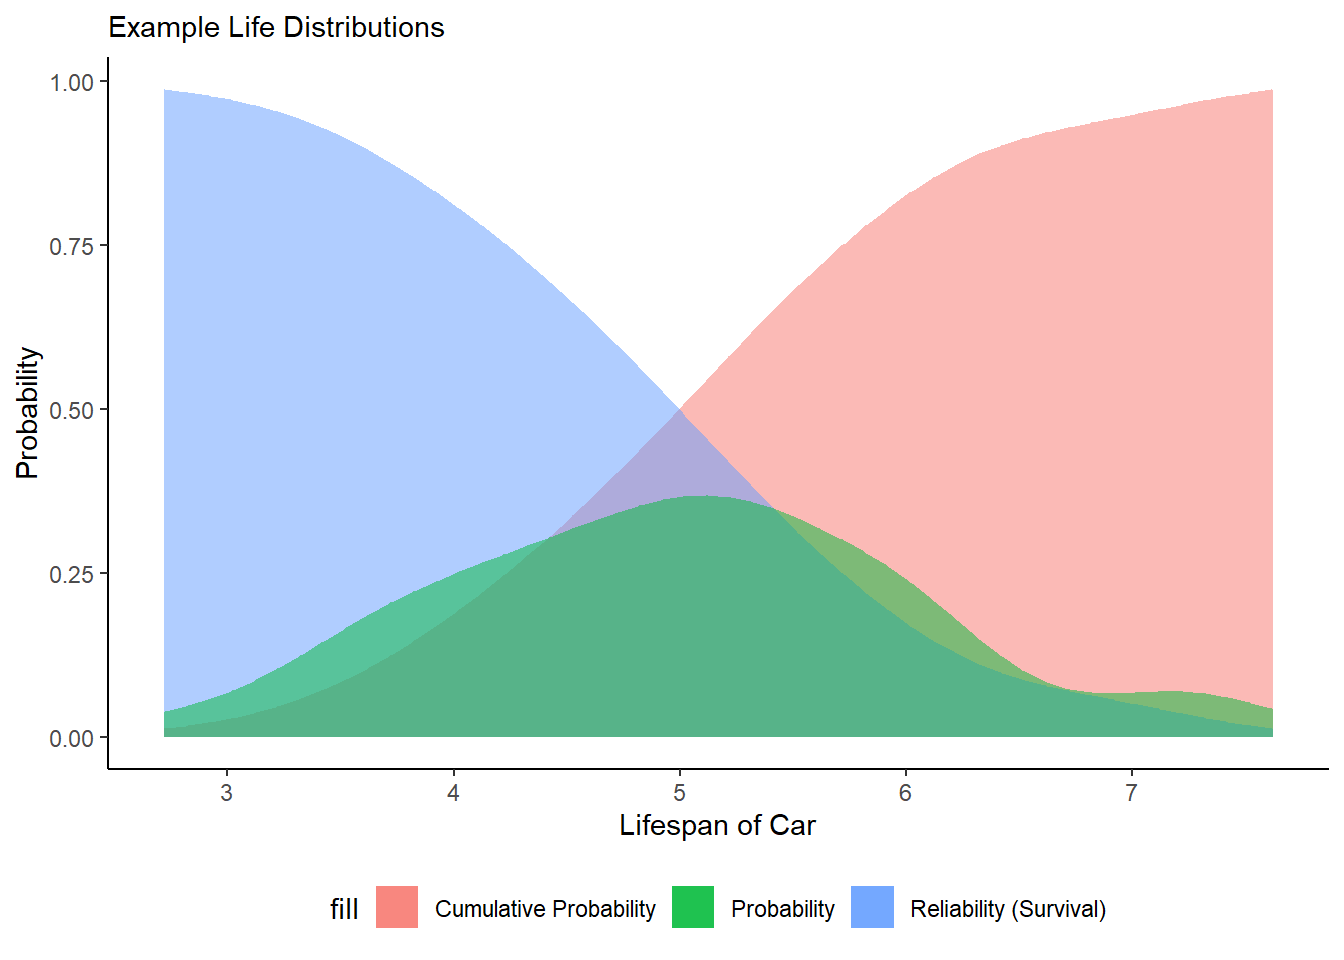 Example Life Distributions
1.00
0.75
0.50
0.25
0.00
Probability
3 4 5 6 7
Lifespan of Car
fill Cumulative Probability Probability Reliability (Survival)